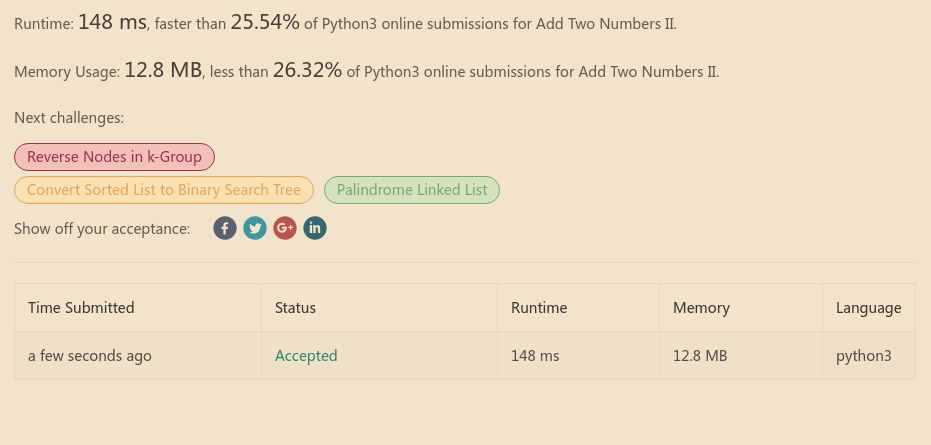 Runtime: 148 ms, faster than 25.54% of Python3 online submissions for Add Two Numbers II.
Memory Usage: 12.8 MB, less than 26.32% of Python3 online submissions for Add Two Numbers II.
Next challenges:
Reverse Nodes in k-Group
Convert Sorted List to Binary Search Tree Palindrome Linked List
Show off your acceptance: f G+ in
Time Submitted Status Runtime Memory Language
a few seconds ago Accepted 148 ms 12.8 MB python3